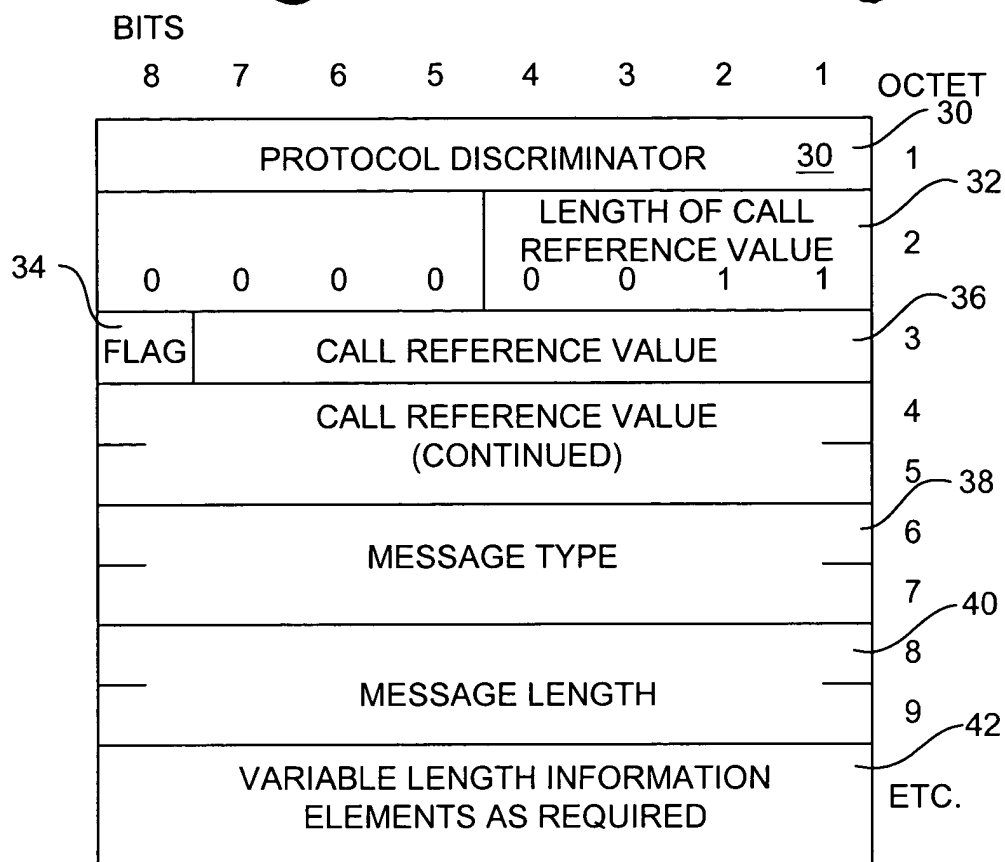 BITS
8 7 6 5 4 3 2 1 OCTET
30
PROTOCOL DISCRIMINATOR 30 1
32
LENGTH OF CALL
REFERENCE VALUE 2
34
0 0 0 0 0 0 1 1
36
FLAG CALL REFERENCE VALUE 3
CALL REFERENCE VALUE 4
(CONTINUED)
5
38
6
MESSAGE TYPE
7
40
8
MESSAGE LENGTH
9
42
VARIABLE LENGTH INFORMATION
ELEMENTS AS REQUIRED
ETC.